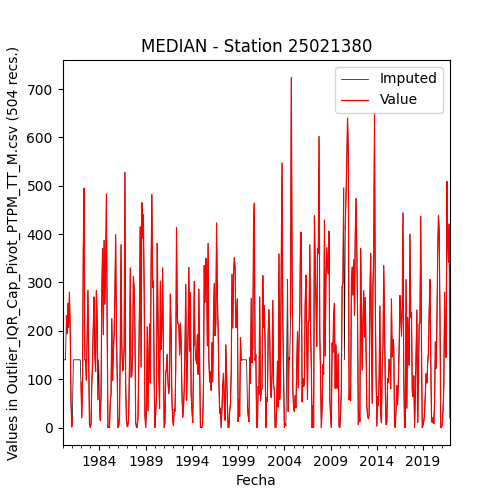 MEDIAN - Station 25021380
Values in Outlier_IQR_Cap_Pivot_PTPM_TT_M.csv (504 recs.)
700
600
500
400
300
200
100
0
Imputed
Value
1984 1989 1994 1999 2004 2009 2014 2019
Fecha